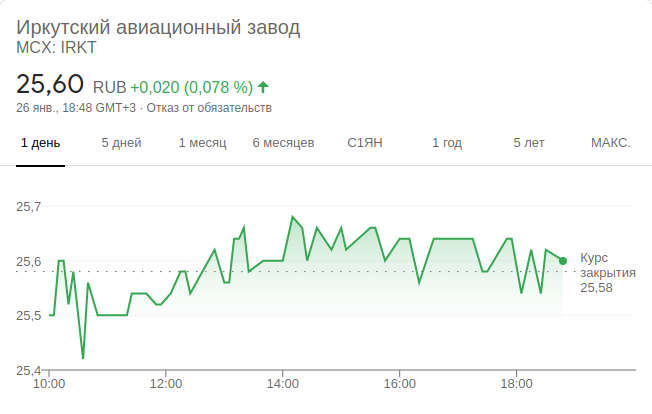 Иркутский авиационный завод
MCX: IRKT
25,60 RUB +0,020 (0,078 %)
26 янв., 18:48 GMT+3 · Отказ от обязательств
1 день 5 дней 1 месяц 6 месяцев С1ЯН 1 год 5 лет МАКС.
25,7
25,6
25,5
25,4
Курс
закрытия
25,58
10:00 12:00 14:00 16:00 18:00